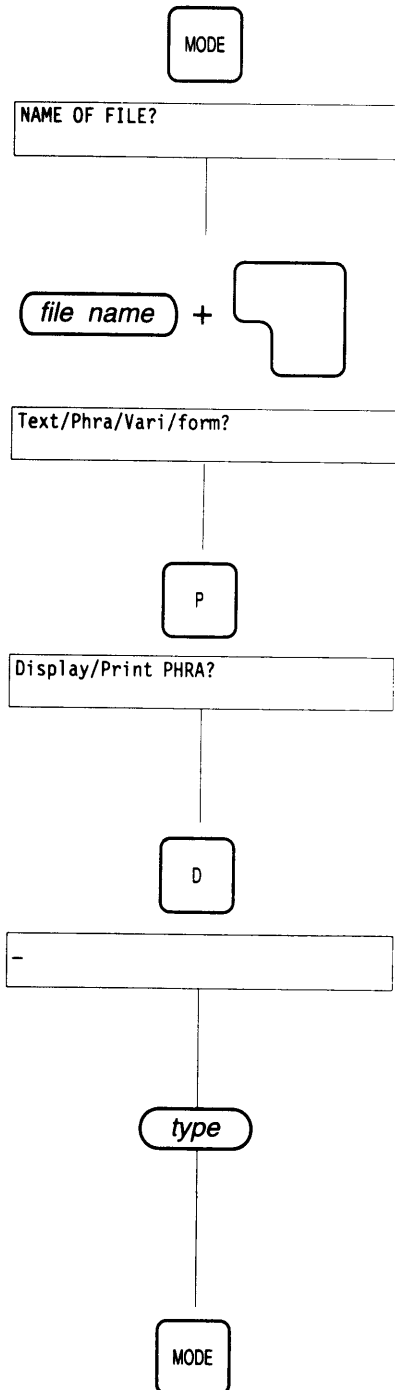 MODE
NAME OF FILE?
file name +
Text/Phra/Vari/form?
P
Display/Print PHRA?
D
_
type
MODE